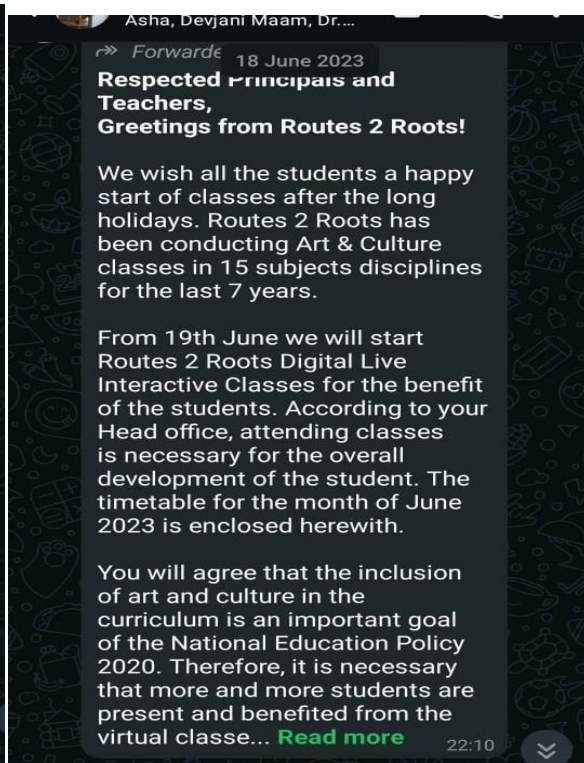 Asha, Devjani Maam, Dr....
Forwarde
18 June 2023
Respected Principals and
Teachers,
Greetings from Routes 2 Roots!
We wish all the students a happy
start of classes after the long
holidays. Routes 2 Roots has
been conducting Art & Culture
classes in 15 subjects disciplines
for the last 7 years.
From 19th June we will start
Routes 2 Roots Digital Live
Interactive Classes for the benefit
of the students. According to your
Head office, attending classes
is necessary for the overall
development of the student. The
timetable for the month of June
2023 is enclosed herewith.
You will agree that the inclusion
of art and culture in the
curriculum is an important goal
of the National Education Policy
2020. Therefore, it is necessary
that more and more students are
present and benefited from the
virtual classe... Read more
22:10